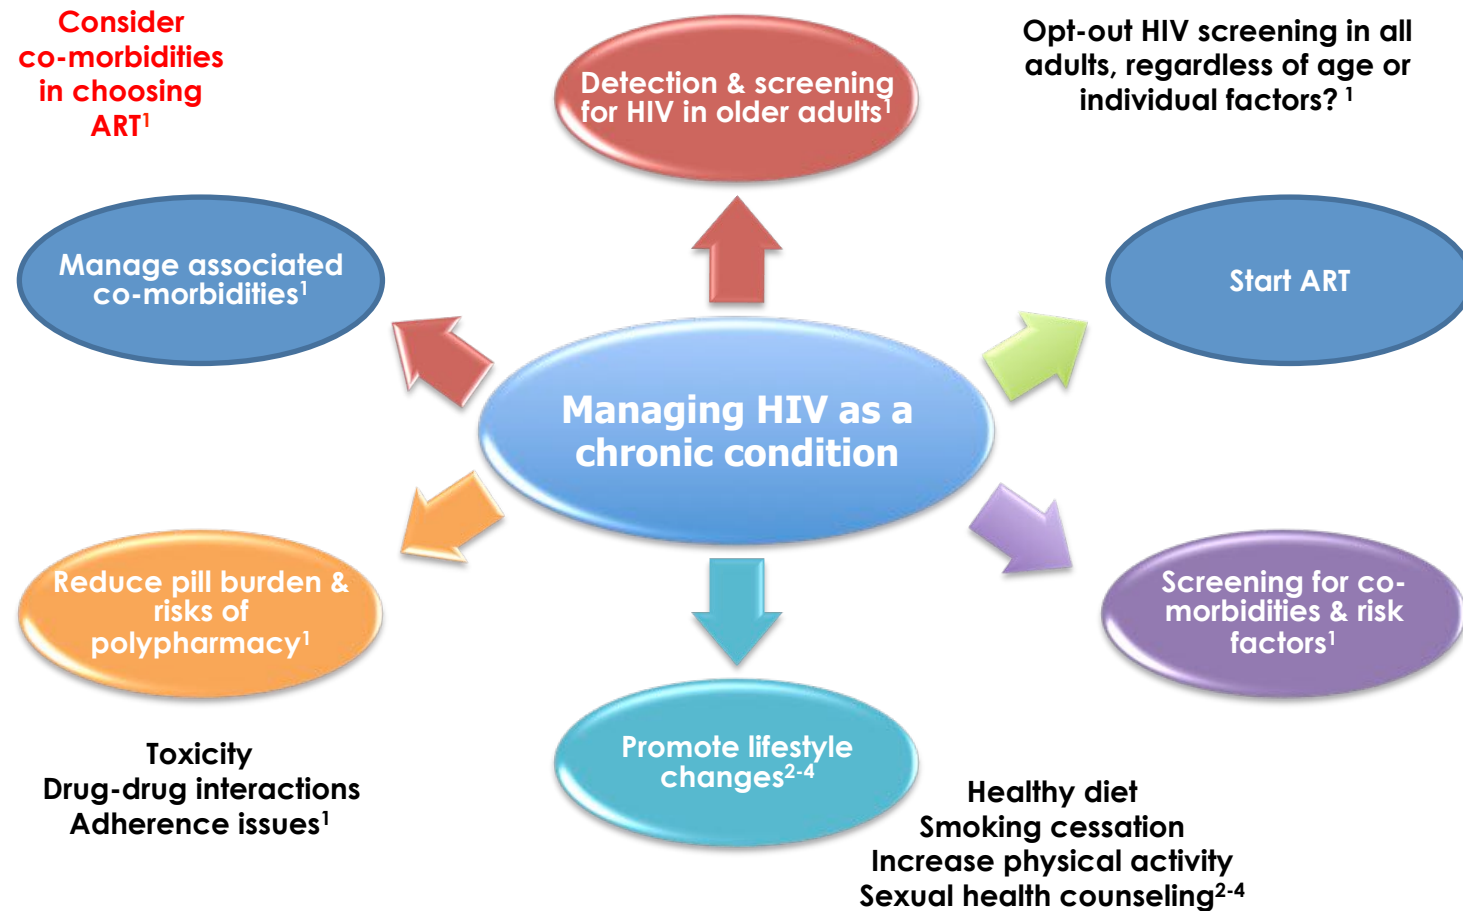 Consider
co-morbidities
in choosing
ART¹
Detection & screening
for HIV in older adults¹
Opt-out HIV screening in all
adults, regardless of age or
individual factors? ¹
Manage associated
co-morbidities¹
Start ART
Managing HIV as a
chronic condition
Reduce pill burden &
risks of
polypharmacy¹
Screening for co-
morbidities & risk
factors¹
Toxicity
Drug-drug interactions
Adherence issues¹
Promote lifestyle
changes²⁻⁴
Healthy diet
Smoking cessation
Increase physical activity
Sexual health counseling²⁻⁴